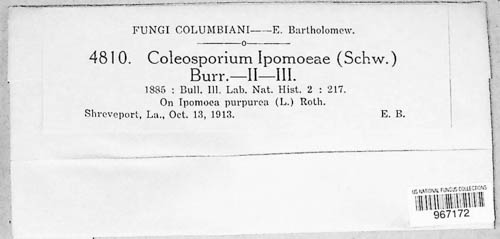 FUNGI COLUMBIANI——E. Bartholomew.
4810. Coleosporium Ipomoeae (Schw.)
Burr.—II—III.
1885 : Bull. Ill. Lab. Nat. Hist. 2 : 217.
On Ipomoea purpurea (L.) Roth.
Shreveport, La., Oct. 13, 1913. E. B.
US NATIONAL FUNGUS COLLECTIONS
967172